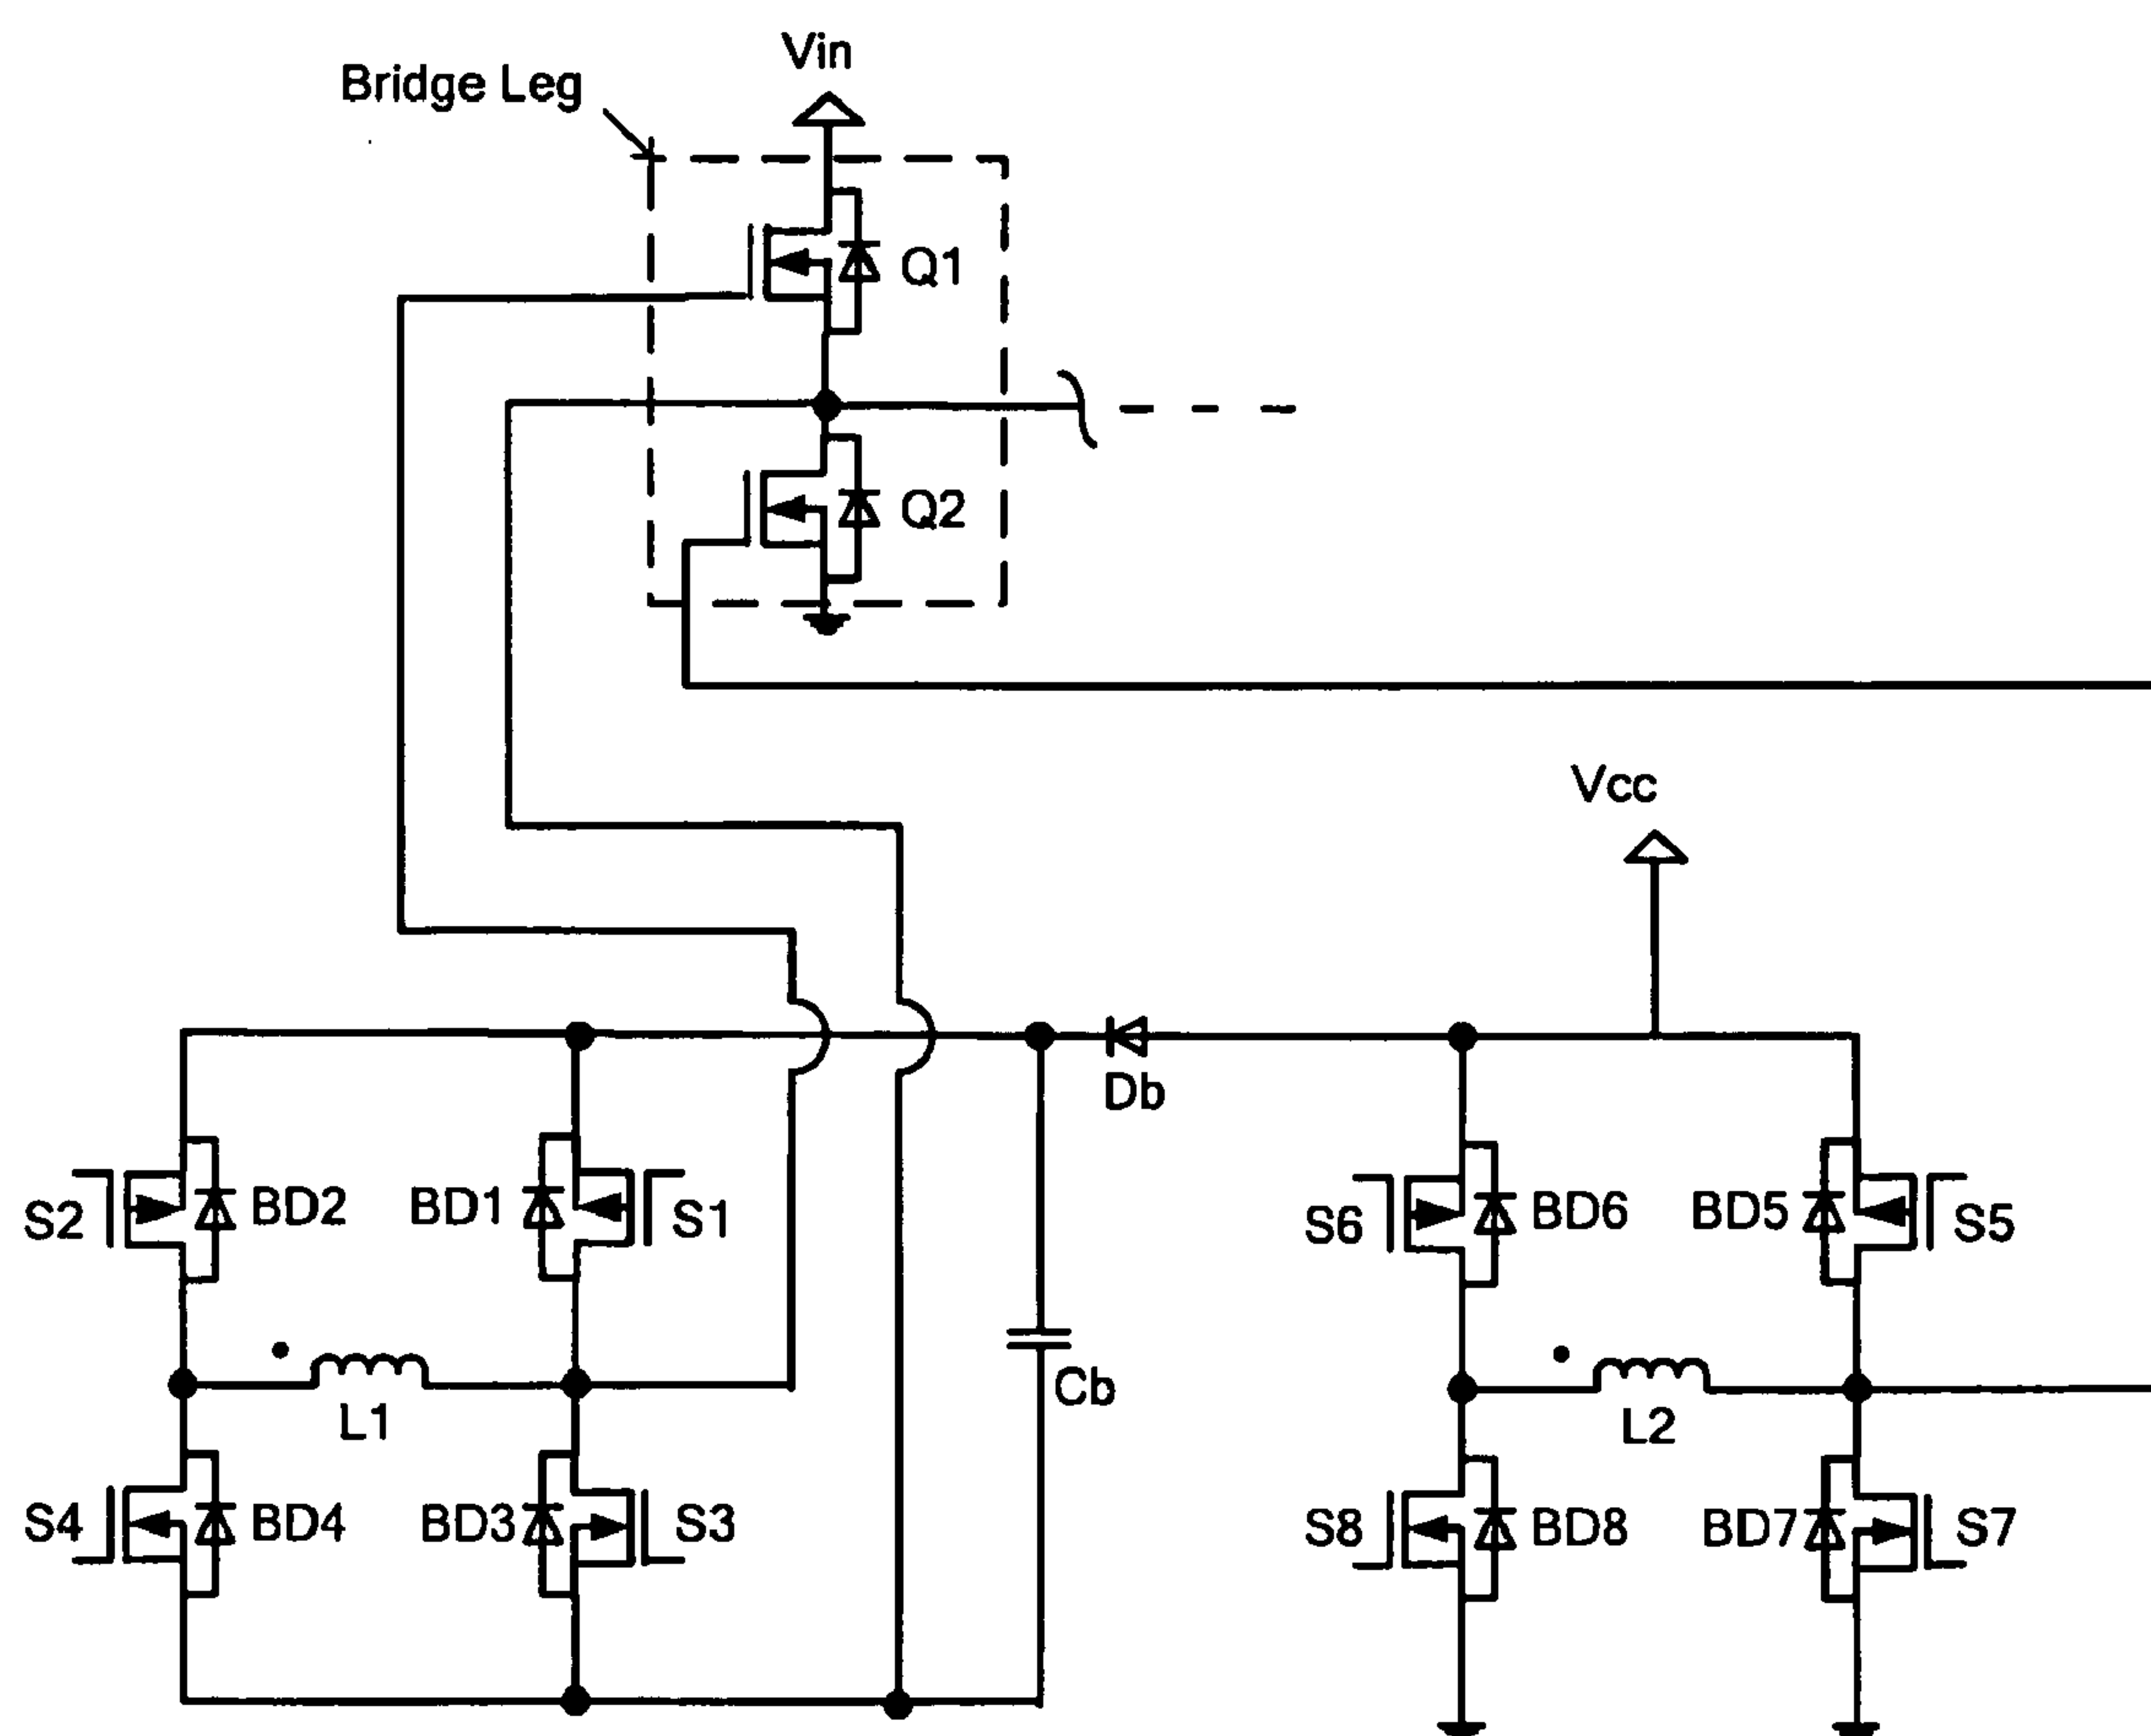 Vin
Bridge Leg
Q1
Q2
Vcc
Db
S2
BD2
BD1
S1
S6
BD6
BD5
S5
Cb
L1
L2
S4
BD4
BD3
S3
S8
BD8
BD7
S7